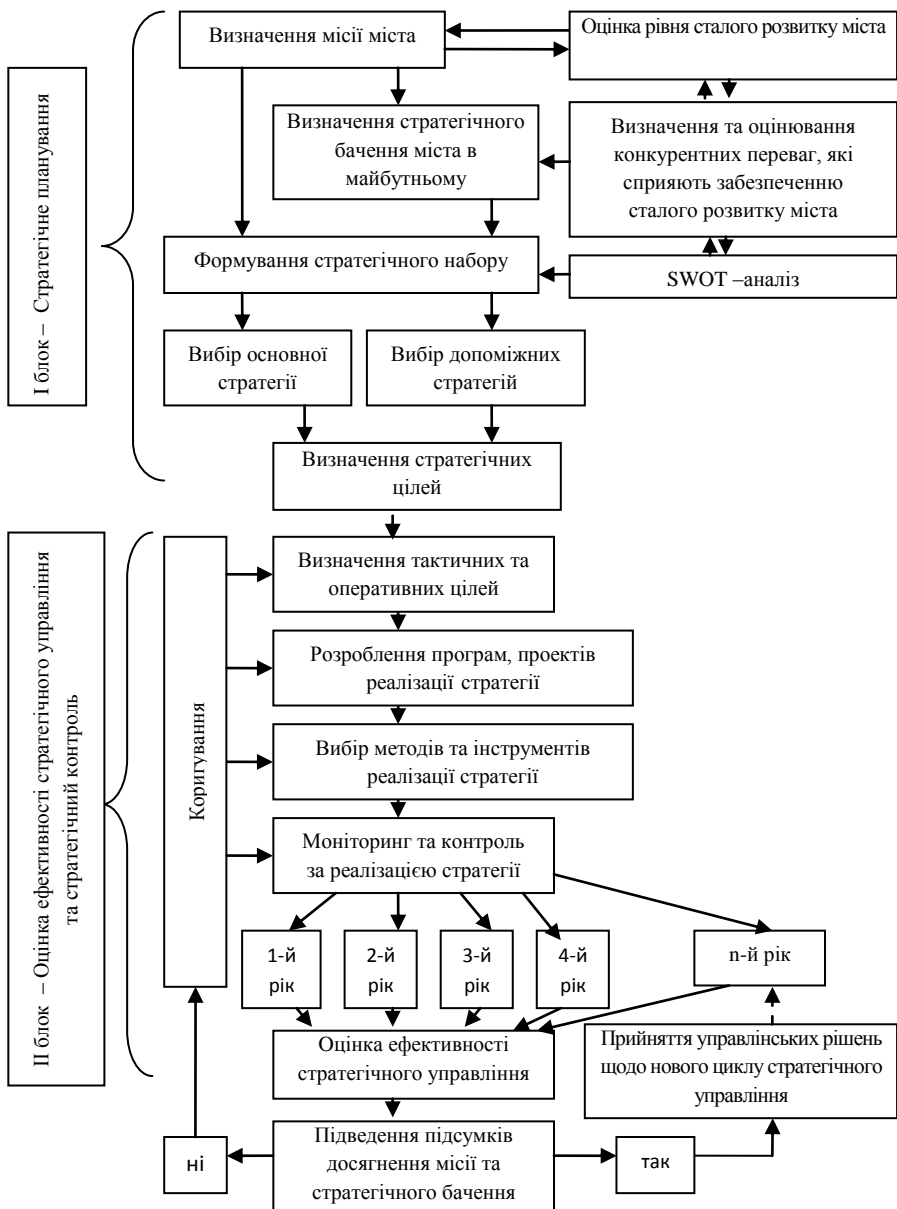 Визначення місії міста
Оцінка рівня сталого розвитку міста
Визначення стратегічного
бачення міста в
майбутньому
Визначення та оцінювання
конкурентних переваг, які
сприяють забезпеченню
сталого розвитку міста
Формування стратегічного набору
SWOT –аналіз
Вибір основної
стратегії
Вибір допоміжних
стратегій
Визначення стратегічних
цілей
І блок – Стратегічне планування
ІІ блок – Оцінка ефективності стратегічного управління
та стратегічний контроль
Коригування
Визначення тактичних та
оперативних цілей
Розроблення програм, проектів
реалізації стратегії
Вибір методів та інструментів
реалізації стратегії
Моніторинг та контроль
за реалізацією стратегії
1-й
рік
2-й
рік
3-й
рік
4-й
рік
n-й рік
Оцінка ефективності
стратегічного управління
Прийняття управлінських рішень
щодо нового циклу стратегічного
управління
ні
Підведення підсумків
досягнення місії та
стратегічного бачення
так